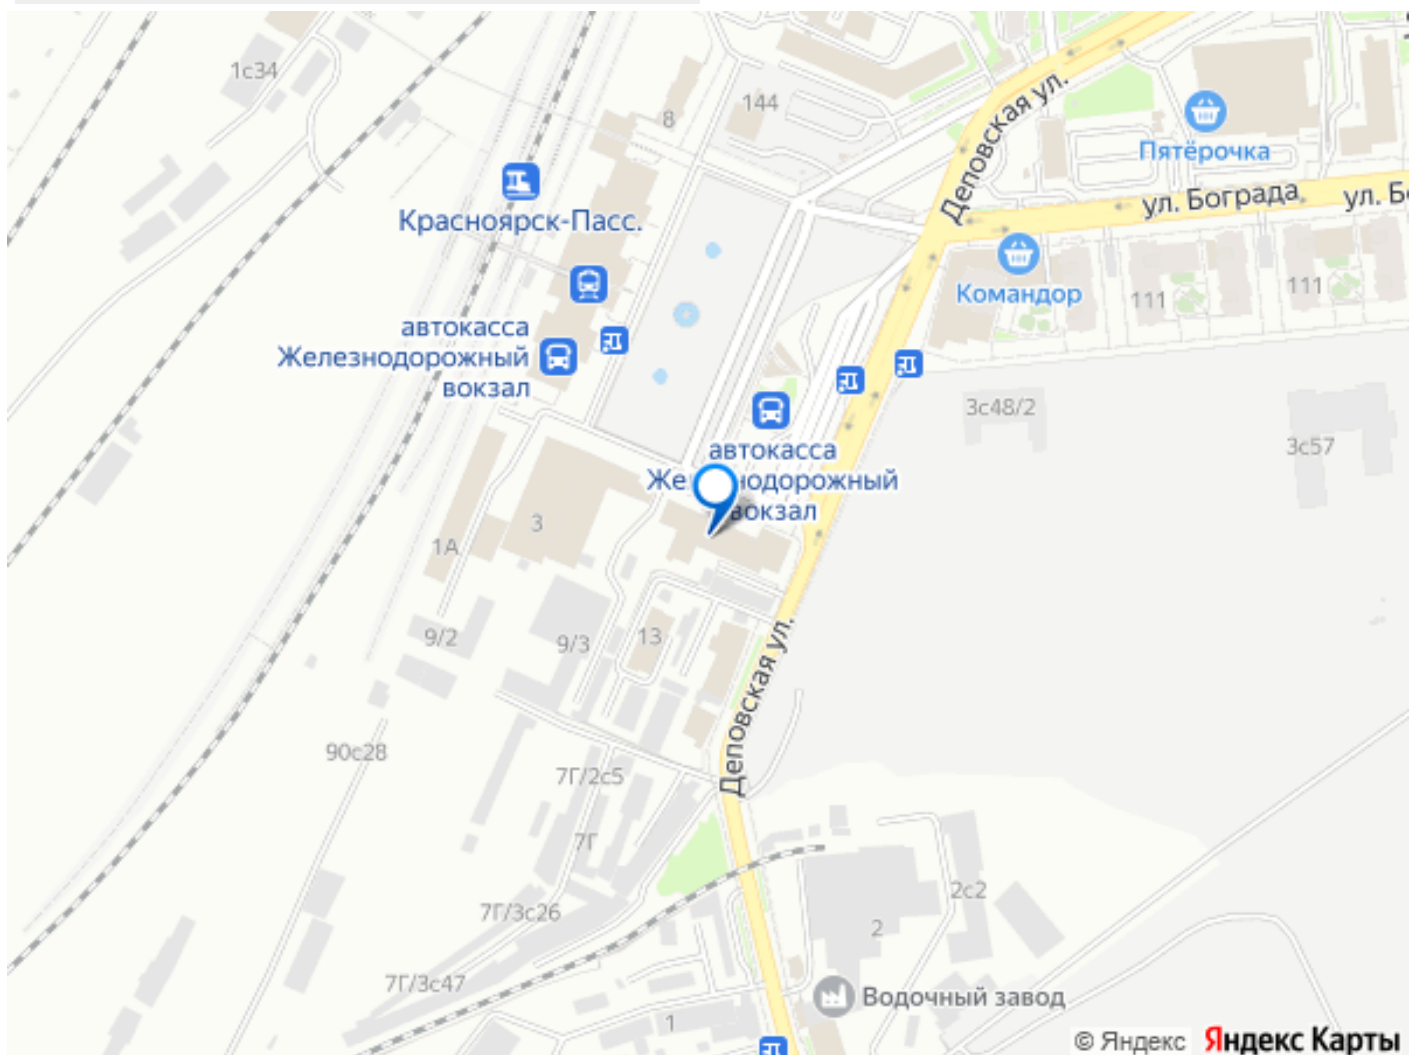 1с34
8
144
Деповская ул.
Пятёрочка
ул. Бограда
ул. Бо
Красноярск-Пасс.
Командор
111
111
автокасса
Железнодорожный
вокзал
3с48/2
3с57
автокасса
Же нодорожный
вокзал
3
1А
9/2
9/3
13
Деповская ул.
90с28
7Г/2с5
7Г
7Г/3с26
2с2
2
7Г/3с47
Водочный завод
1
© Яндекс Яндекс Карты